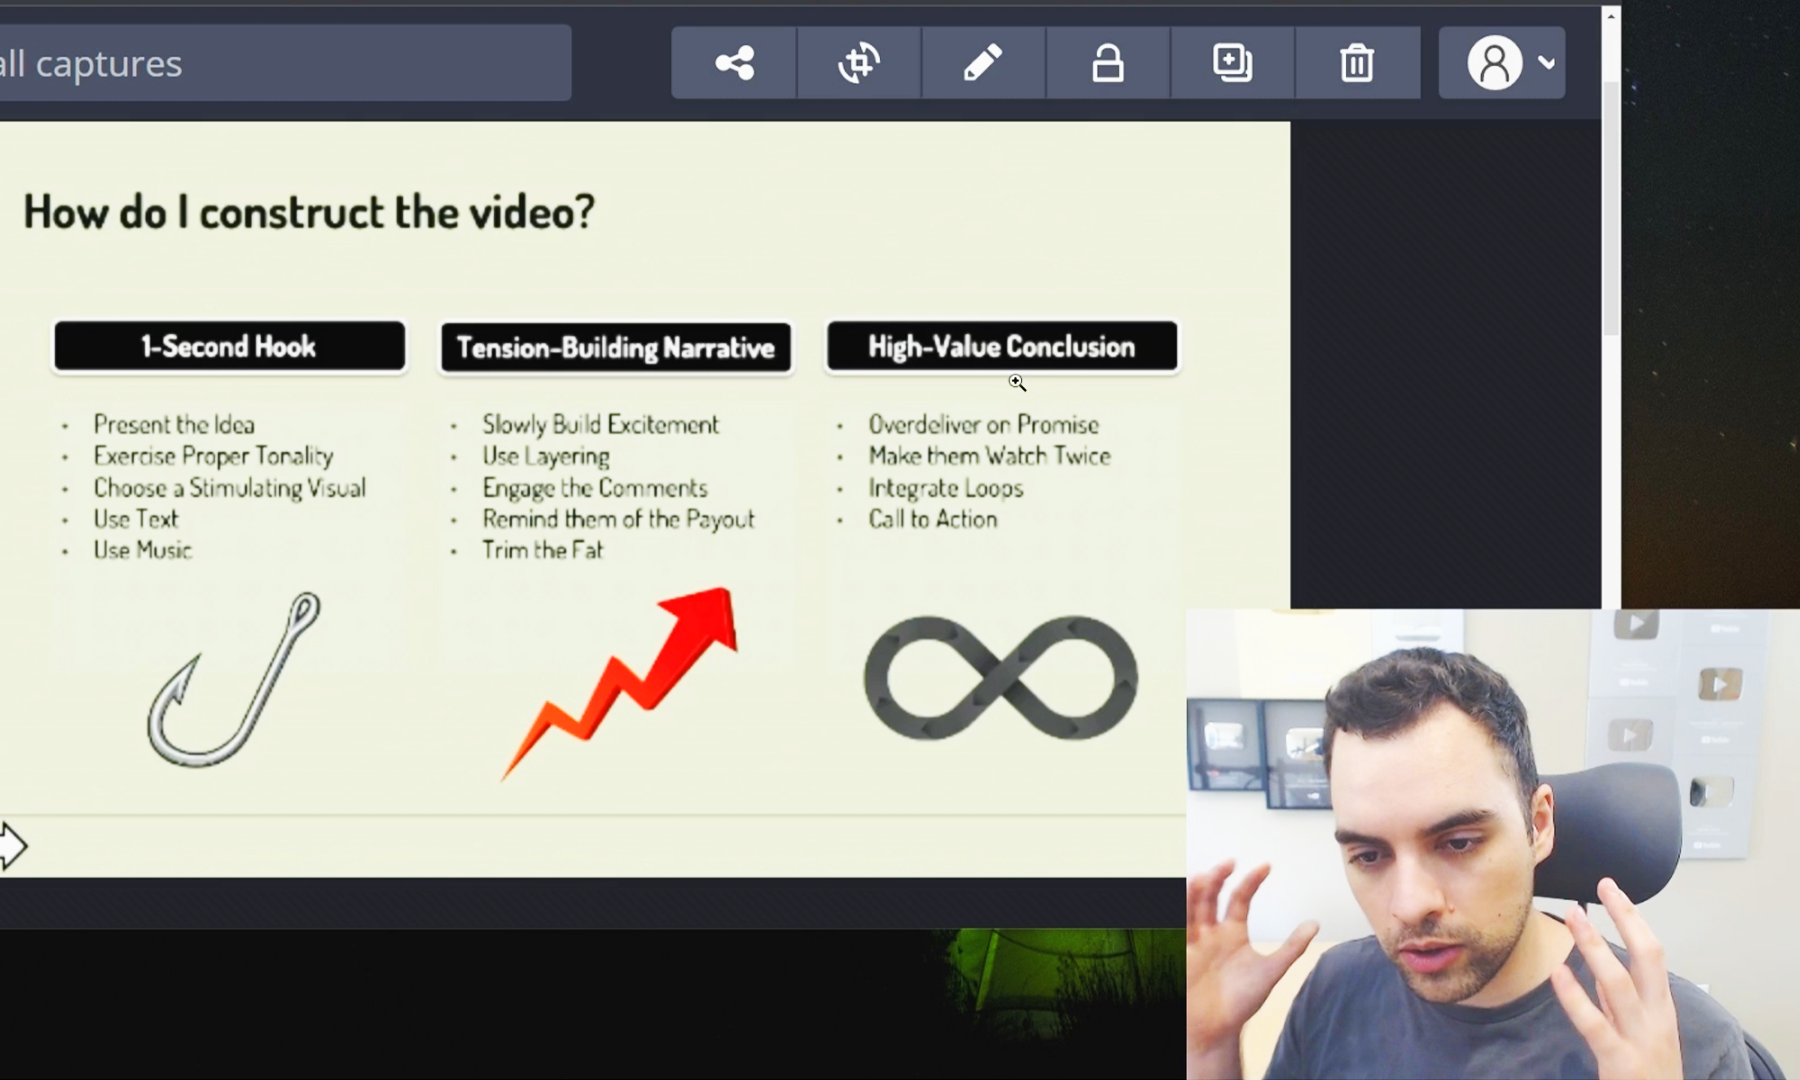 all captures
How do I construct the video?
1-Second Hook
• Present the Idea
• Exercise Proper Tonality
• Choose a Stimulating Visual
• Use Text
• Use Music
Tension-Building Narrative
• Slowly Build Excitement
• Use Layering
• Engage the Comments
• Remind them of the Payout
• Trim the Fat
High-Value Conclusion
• Overdeliver on Promise
• Make them Watch Twice
• Integrate Loops
• Call to Action